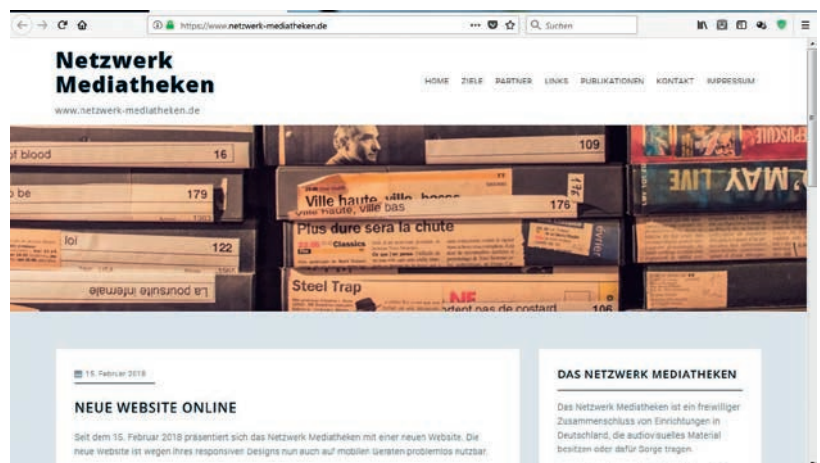 https://www.netzwerk-mediatheken.de
Suchen
Netzwerk
Mediatheken
www.netzwerk-mediatheken.de
HOME ZIELE PARTNER LINKS PUBLIKATIONEN KONTAKT IMPRESSUM
of blood 16
109
to be 179
Ville haute, ville basse
Ville haute, ville bas 176
176
MAY LIVE
loi 122
Plus dure sera la chute
Classics
La poursuite infernale
Steel Trap
106
15. Februar 2018
NEUE WEBSITE ONLINE
Seit dem 15. Februar 2018 präsentiert sich das Netzwerk Mediatheken mit einer neuen Website. Die
neue Website ist wegen ihres responsiven Designs nun auch auf mobilen Geräten problemlos nutzbar.
DAS NETZWERK MEDIATHEKEN
Das Netzwerk Mediatheken ist ein freiwilliger
Zusammenschluss von Einrichtungen in
Deutschland, die audiovisuelles Material
besitzen oder dafür Sorge tragen.